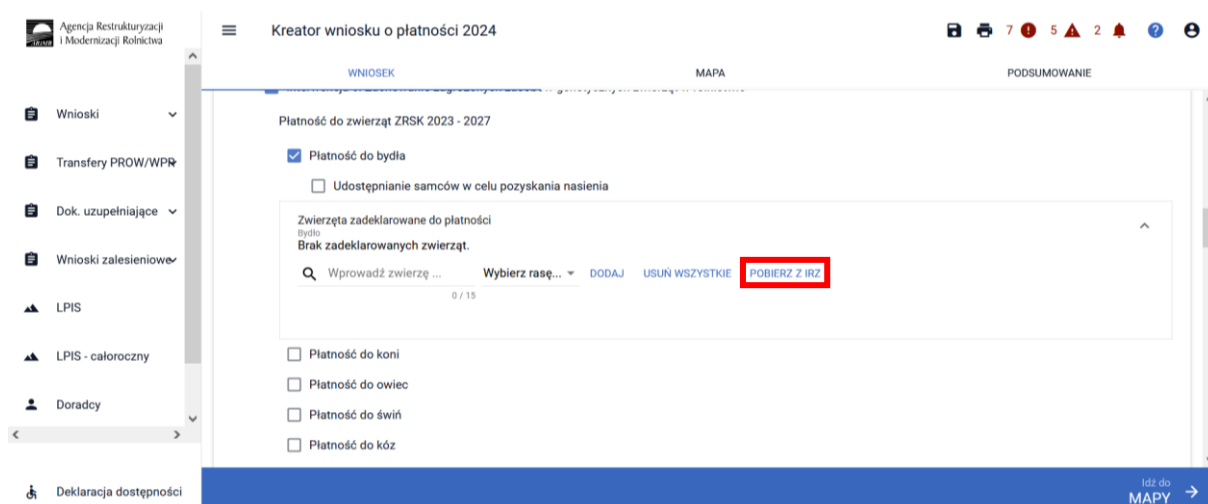 Agencja Restrukturyzacji
i Modernizacji Rolnictwa
Kreator wniosku o płatności 2024
7 5 2
WNIOSEK
MAPA
PODSUMOWANIE
Wnioski
Transfery PROW/WPR
Dok. uzupełniające
Wnioski zalesieniowe
LPIS
LPIS - całoroczny
Doradcy
Deklaracja dostępności
Płatność do zwierząt ZRSK 2023 - 2027
Płatność do bydła
Udostępnianie samców w celu pozyskania nasienia
Zwierzęta zadeklarowane do płatności
Bydło
Brak zadeklarowanych zwierząt.
Wprowadź zwierzę ... Wybierz rasę... DODAJ USUŃ WSZYSTKIE POBIERZ Z IRZ
0 / 15
Płatność do koni
Płatność do owiec
Płatność do świń
Płatność do kóz
Idź do
MAPY